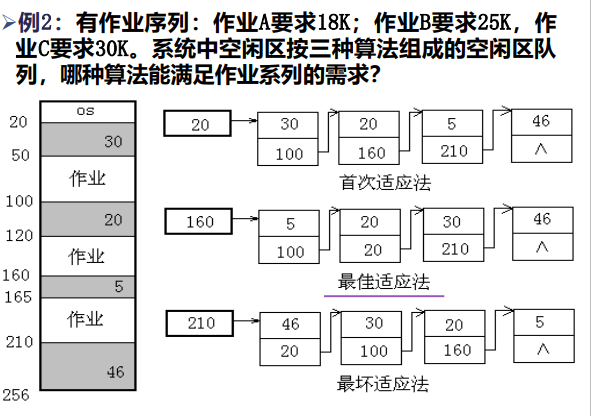 ➢例2：有作业序列：作业A要求18K；作业B要求25K，作
业C要求30K。系统中空闲区按三种算法组成的空闲区队
列，哪种算法能满足作业系列的需求？
os
20
30
50
作业
100
20
120
作业
160
5
165
作业
210
46
256
20 30 20 5 46
100 160 210 ∧
首次适应法
160 5 20 30 46
100 20 210 ∧
最佳适应法
210 46 30 20 5
20 100 160 ∧
最坏适应法